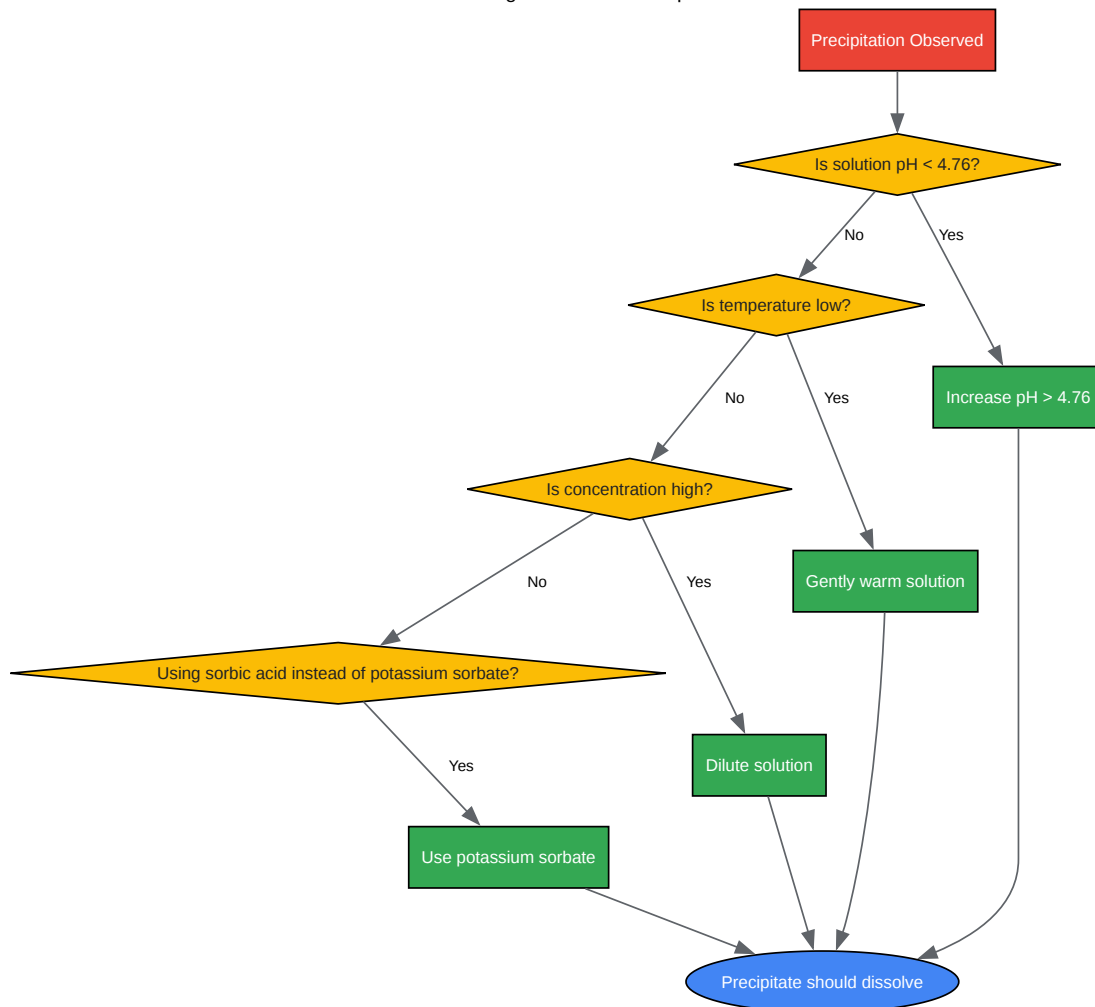 Precipitation Observed
Is solution pH < 4.76?
No
Yes
Is temperature low?
Increase pH > 4.76
No
Yes
Is concentration high?
Gently warm solution
No
Yes
Using sorbic acid instead of potassium sorbate?
Dilute solution
Yes
Use potassium sorbate
Precipitate should dissolve